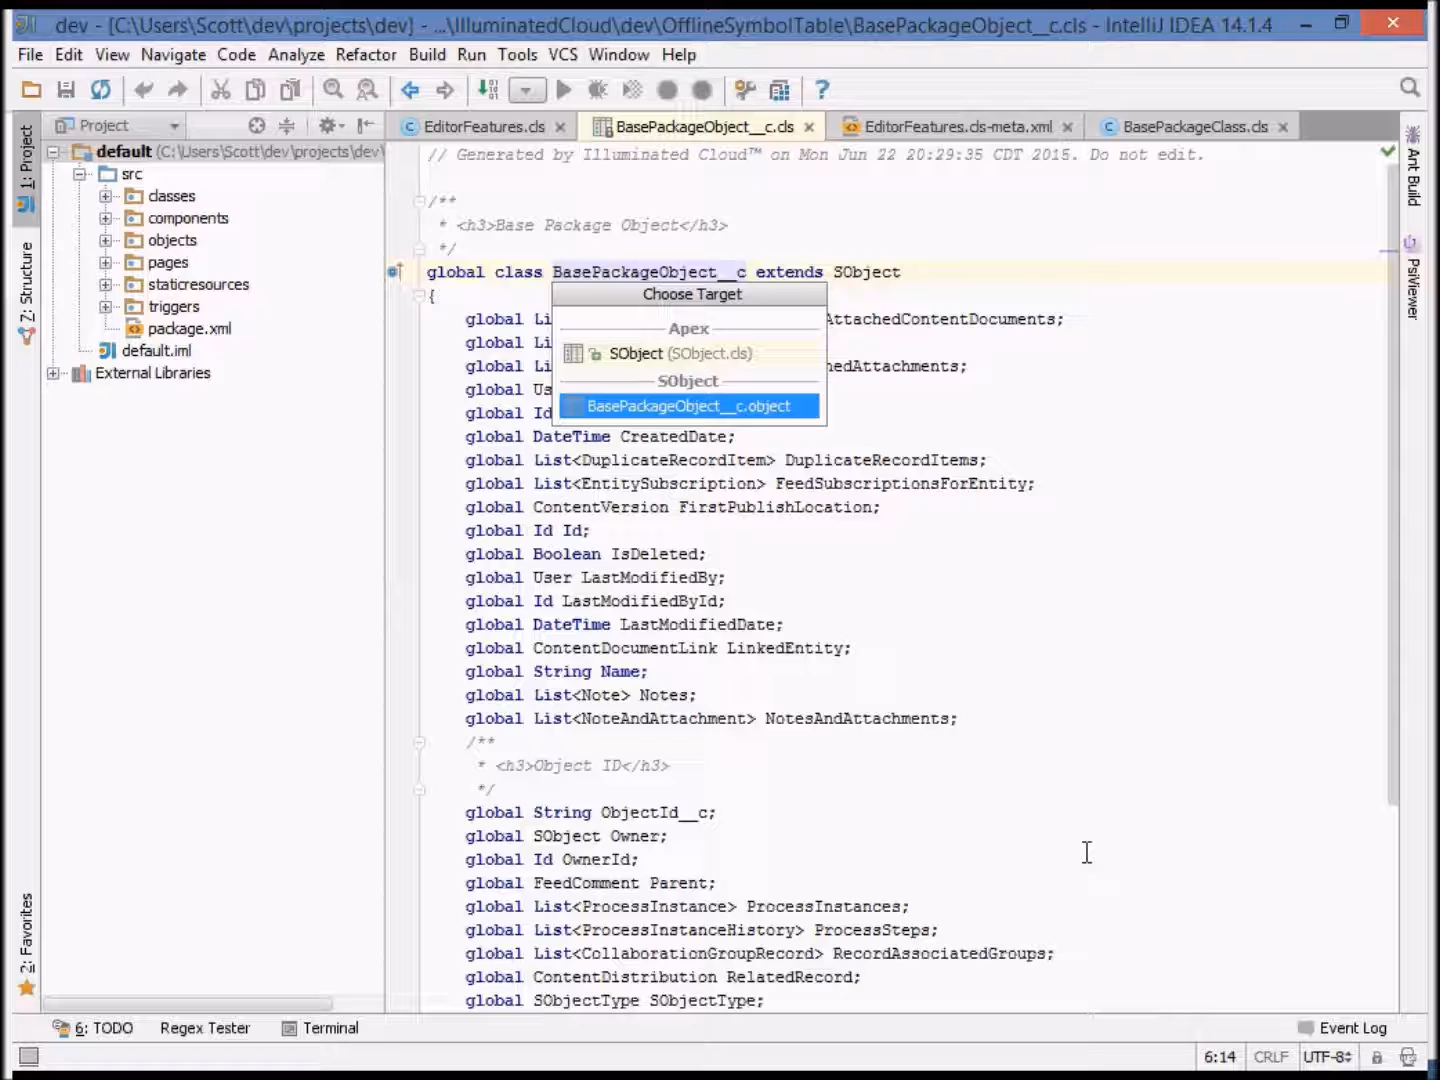 dev - [C:\Users\Scott\dev\projects\dev] - ...\IlluminatedCloud\dev\OfflineSymbolTable\BasePackageObject__c.cls - IntelliJ IDEA 14.1.4
File Edit View Navigate Code Analyze Refactor Build Run Tools VCS Window Help
Project
EditorFeatures.cls
BasePackageObject__c.cls
EditorFeatures.cls-meta.xml
BasePackageClass.cls
1: Project
Z: Structure
2: Favorites
default (C:\Users\Scott\dev\projects\dev\
src
classes
components
objects
pages
staticresources
triggers
package.xml
default.iml
External Libraries
// Generated by Illuminated Cloud™ on Mon Jun 22 20:29:35 CDT 2015. Do not edit.
/**
* <h3>Base Package Object</h3>
*/
global class BasePackageObject__c extends SObject
{
Choose Target
Apex
SObject (SObject.cls)
SObject
BasePackageObject__c.object
global Li AttachedContentDocuments;
global Li
global Li edAttachments;
global Us
global Id
global DateTime CreatedDate;
global List<DuplicateRecordItem> DuplicateRecordItems;
global List<EntitySubscription> FeedSubscriptionsForEntity;
global ContentVersion FirstPublishLocation;
global Id Id;
global Boolean IsDeleted;
global User LastModifiedBy;
global Id LastModifiedById;
global DateTime LastModifiedDate;
global ContentDocumentLink LinkedEntity;
global String Name;
global List<Note> Notes;
global List<NoteAndAttachment> NotesAndAttachments;
/**
* <h3>Object ID</h3>
*/
global String ObjectId__c;
global SObject Owner;
global Id OwnerId;
global FeedComment Parent;
global List<ProcessInstance> ProcessInstances;
global List<ProcessInstanceHistory> ProcessSteps;
global List<CollaborationGroupRecord> RecordAssociatedGroups;
global ContentDistribution RelatedRecord;
global SObjectType SObjectType;
Ant Build
PsiViewer
6: TODO
Regex Tester
Terminal
Event Log
6:14 CRLF UTF-8